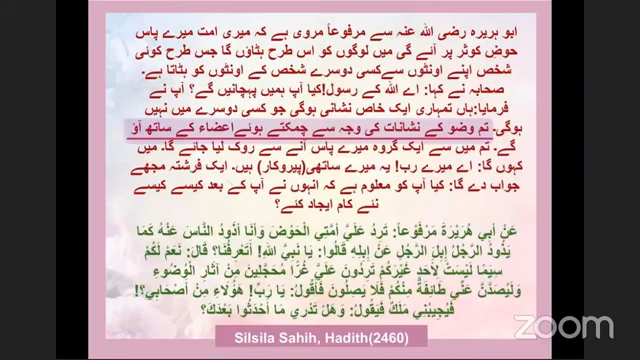 ابو ہریرہ رضی اللہ عنہ سے مرفوعاً مروی ہے کہ میری امت میرے پاس
حوض کوثر پر آئے گی میں لوگوں کو اس طرح ہٹاؤں گا جس طرح کوئی
شخص اپنے اونٹوں سےکسی دوسرے شخص کے اونٹوں کو ہٹاتا ہے۔
صحابہ نے کہا: اے اللہ کے رسول!کیا آپ ہمیں پہچانیں گے؟ آپ نے
فرمایا:ہاں تمہاری ایک خاص نشانی ہوگی جو کسی دوسرے میں نہیں
ہوگی۔ تم وضو کے نشانات کی وجہ سے چمکتے ہوئےاعضاء کے ساتھ آؤ
گے۔ تم میں سے ایک گروہ میرے پاس آنے سے روک لیا جائے گا۔ میں
کہوں گا: اے میرے رب! یہ میرے ساتھی(پیروکار) ہیں۔ ایک فرشتہ مجھے
جواب دے گا: کیا آپ کو معلوم ہے کہ انہوں نے آپ کے بعد کیسے کیسے
نئے کام ایجاد کئے؟
عَنْ أَبِي هُرَيْرَةَ مَرْفُوعاً: تَرِدُ عَلَيَّ أُمَّتِي الْحَوْضَ وَأَنَا أَذُودُ النَّاسَ عَنْهُ كَمَا
يَذُودُ الرَّجُلُ إِبِلَ الرَّجُلِ عَنْ إِبِلِهِ قَالُوا: يَا نَبِيَّ اللهِ! أَتَعْرِفُنَا؟ قَالَ: نَعَمْ لَكُمْ
سِيمَا لَيْسَتْ لِأَحَدٍ غَيْرِكُمْ تَرِدُونَ عَلَيَّ غُرًّا مُحَجَّلِينَ مِنْ آثَارِ الْوُضُوءِ
وَلَيُصَدَّنَّ عَنِّي طَائِفَةٌ مِنْكُمْ فَلَا يَصِلُونَ فَأَقُولُ: يَا رَبِّ! هَؤُلَاءِ مِنْ أَصْحَابِي؟!
فَيُجِيبُنِي مَلَكٌ فَيَقُولُ: وَهَلْ تَدْرِي مَا أَحْدَثُوا بَعْدَكَ؟
Silsila Sahih, Hadith(2460)
zoom